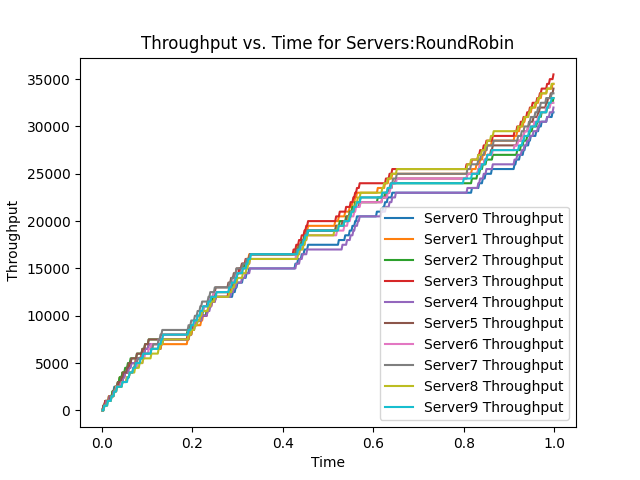 Throughput vs. Time for Servers:RoundRobin
Throughput
35000
30000
25000
20000
15000
10000
5000
0
Server0 Throughput
Server1 Throughput
Server2 Throughput
Server3 Throughput
Server4 Throughput
Server5 Throughput
Server6 Throughput
Server7 Throughput
Server8 Throughput
Server9 Throughput
0.0 0.2 0.4 0.6 0.8 1.0
Time